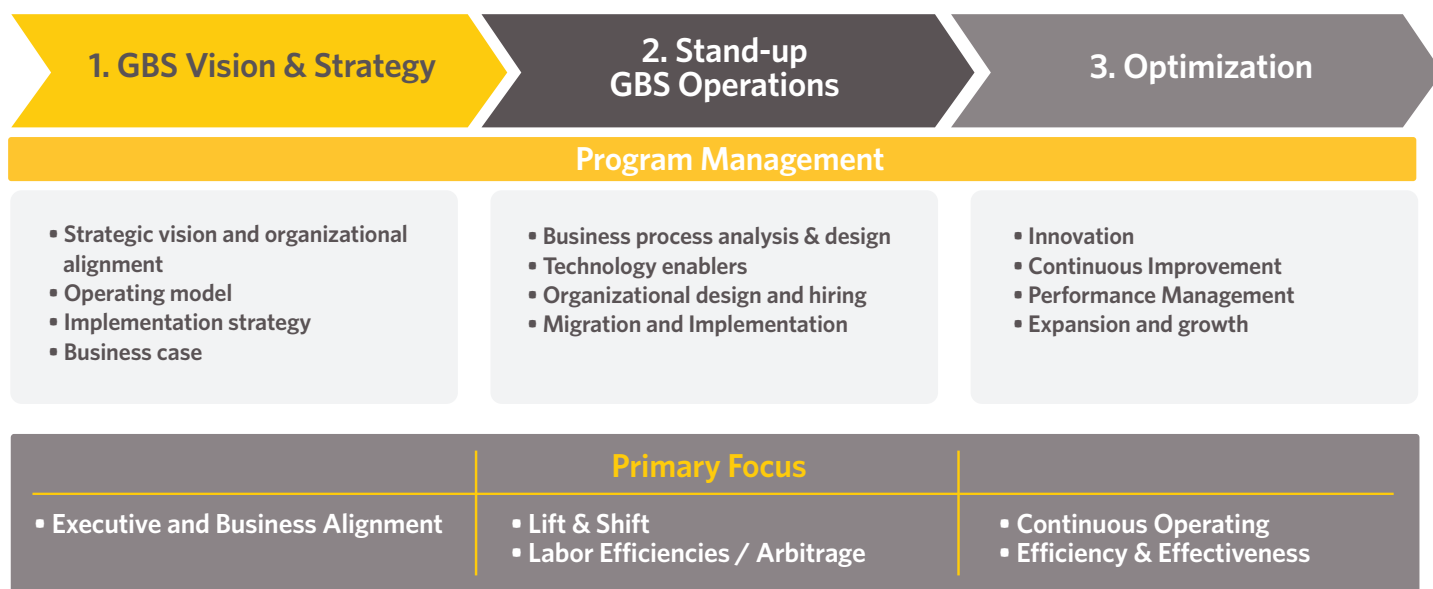 1. GBS Vision & Strategy
2. Stand-up
GBS Operations
3. Optimization
Program Management
▪ Strategic vision and organizational
alignment
▪ Operating model
▪ Implementation strategy
▪ Business case
▪ Business process analysis & design
▪ Technology enablers
▪ Organizational design and hiring
▪ Migration and Implementation
▪ Innovation
▪ Continuous Improvement
▪ Performance Management
▪ Expansion and growth
Primary Focus
▪ Executive and Business Alignment
▪ Lift & Shift
▪ Labor Efficiencies / Arbitrage
▪ Continuous Operating
▪ Efficiency & Effectiveness